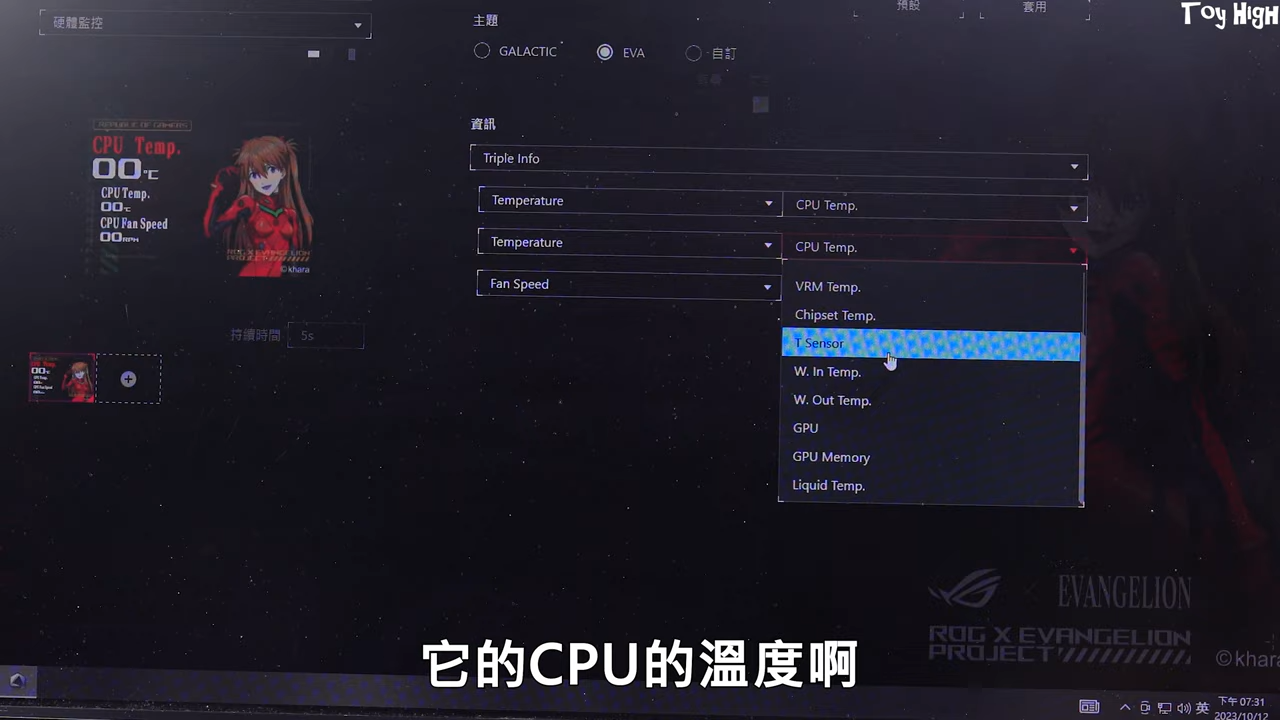 硬體監控
主題
預設
套用
Toy High
GALACTIC
EVA
自訂
資訊
Triple Info
Temperature
CPU Temp.
Temperature
CPU Temp.
Fan Speed
VRM Temp.
Chipset Temp.
T Sensor
W. In Temp.
W. Out Temp.
GPU
GPU Memory
Liquid Temp.
REPUBLIC OF GAMERS
CPU Temp.
00°C
CPU Temp.
00°C
CPU Fan Speed
00RPM
ROG X EVANGELION
PROJECT
©khara
持續時間
5s
EVANGELION
ROG X EVANGELION
PROJECT
©khara
它的CPU的溫度啊
英
下午 07:31
2023/10/12